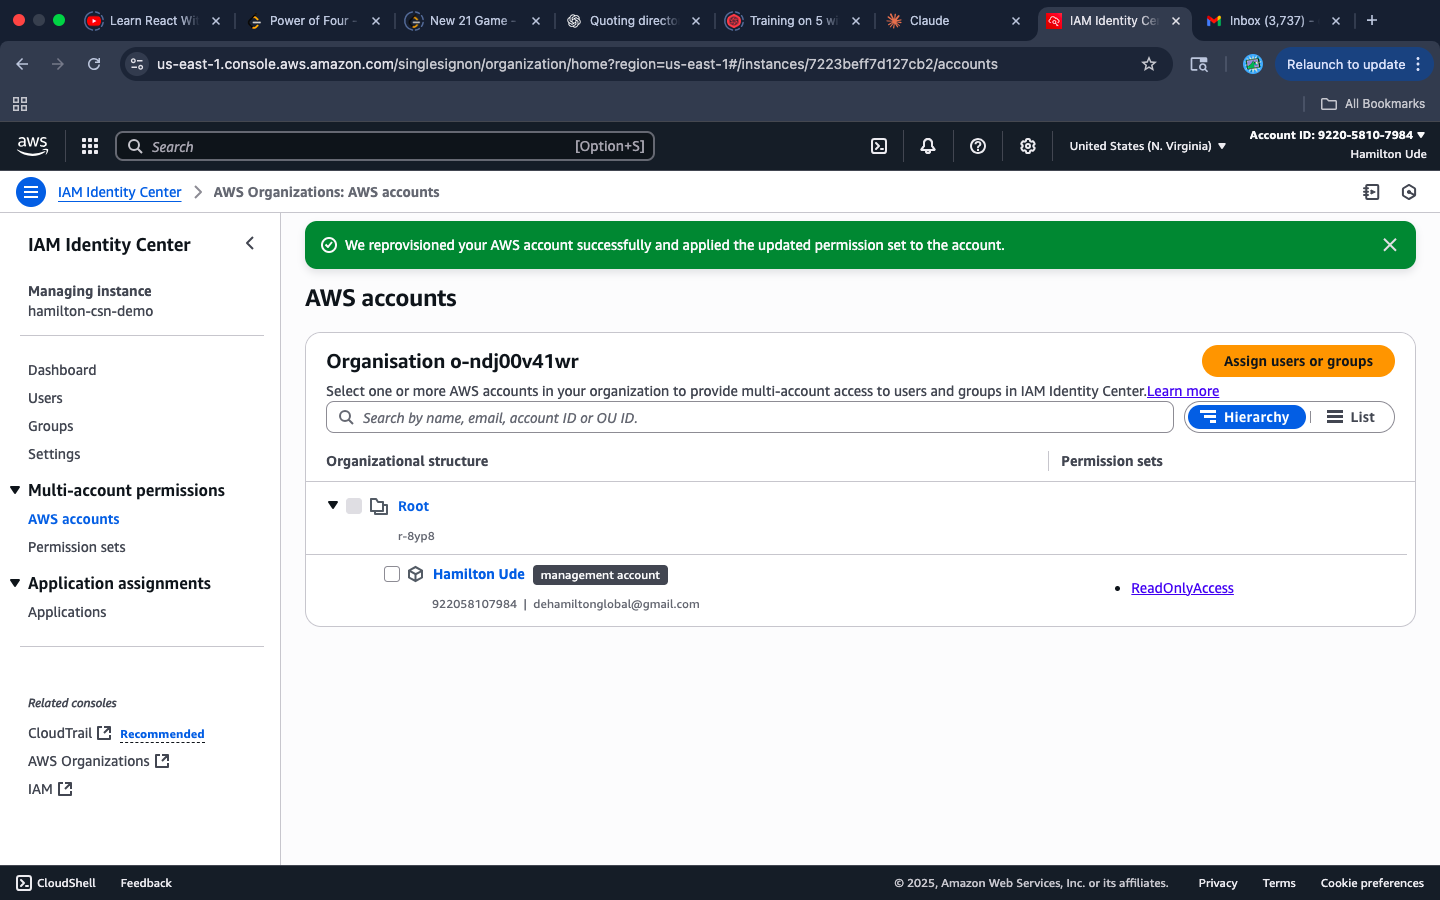 Learn React Wit
Power of Four -
New 21 Game -
Quoting directo
Training on 5 wi
Claude
IAM Identity Cen
Inbox (3,737) -
us-east-1.console.aws.amazon.com/singlesignon/organization/home?region=us-east-1#/instances/7223beff7d127cb2/accounts
Relaunch to update
All Bookmarks
aws
Search
[Option+S]
United States (N. Virginia)
Account ID: 9220-5810-7984
Hamilton Ude
IAM Identity Center
AWS Organizations: AWS accounts
IAM Identity Center
Managing instance
hamilton-csn-demo
Dashboard
Users
Groups
Settings
Multi-account permissions
AWS accounts
Permission sets
Application assignments
Applications
Related consoles
CloudTrail Recommended
AWS Organizations
IAM
We reprovisioned your AWS account successfully and applied the updated permission set to the account.
AWS accounts
Organisation o-ndj00v41wr
Assign users or groups
Select one or more AWS accounts in your organization to provide multi-account access to users and groups in IAM Identity Center.Learn more
Search by name, email, account ID or OU ID.
Hierarchy
List
Organizational structure
Permission sets
Root
r-8yp8
Hamilton Ude management account
922058107984 | dehamiltonglobal@gmail.com
• ReadOnlyAccess
CloudShell
Feedback
© 2025, Amazon Web Services, Inc. or its affiliates.
Privacy
Terms
Cookie preferences